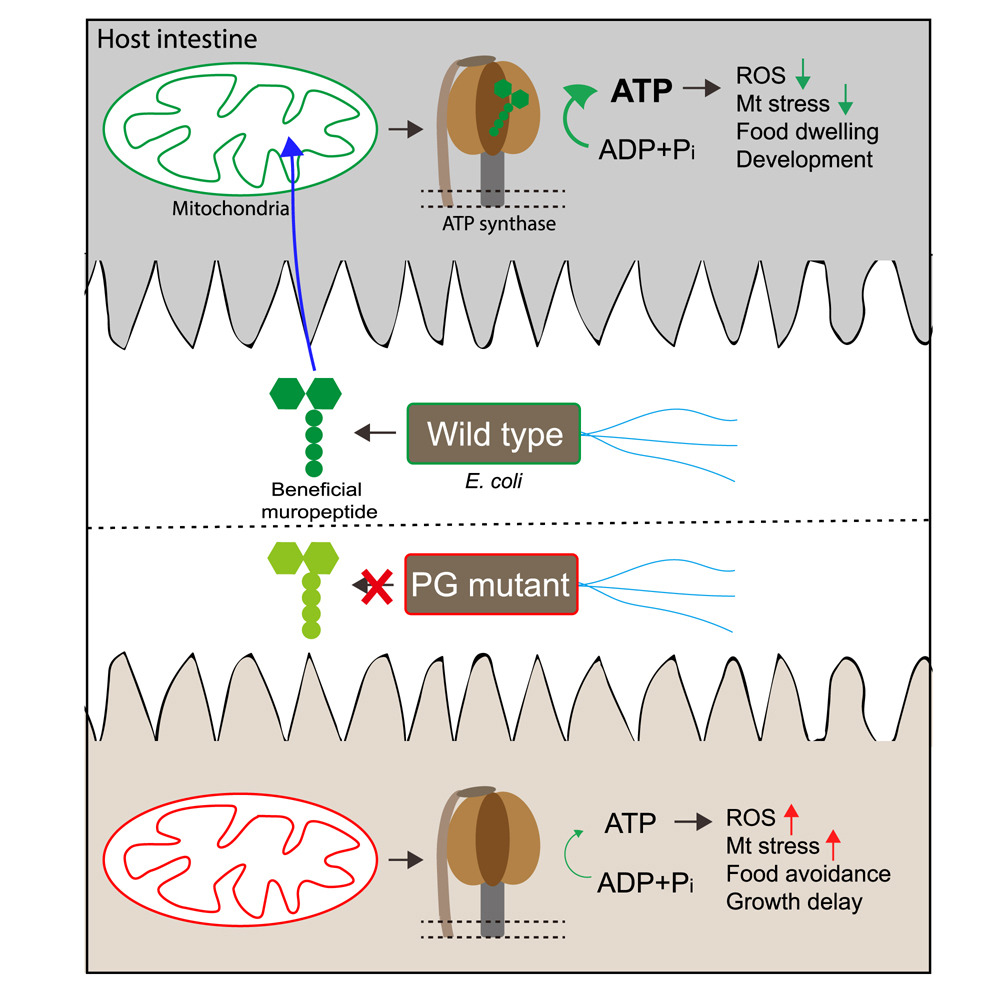 Host intestine
Mitochondria
ATP synthase
ATP
ADP+Pi
ROS
Mt stress
Food dwelling
Development
Wild type
E. coli
Beneficial
muropeptide
PG mutant
ATP
ADP+Pi
ROS
Mt stress
Food avoidance
Growth delay